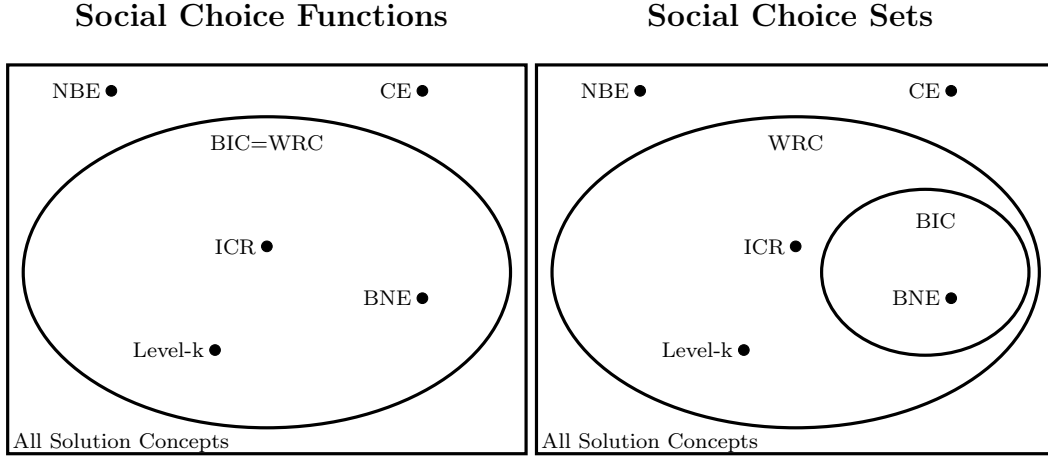 Social Choice Functions
NBE
CE
BIC=WRC
ICR
BNE
Level-k
All Solution Concepts
Social Choice Sets
NBE
CE
WRC
BIC
ICR
BNE
Level-k
All Solution Concepts